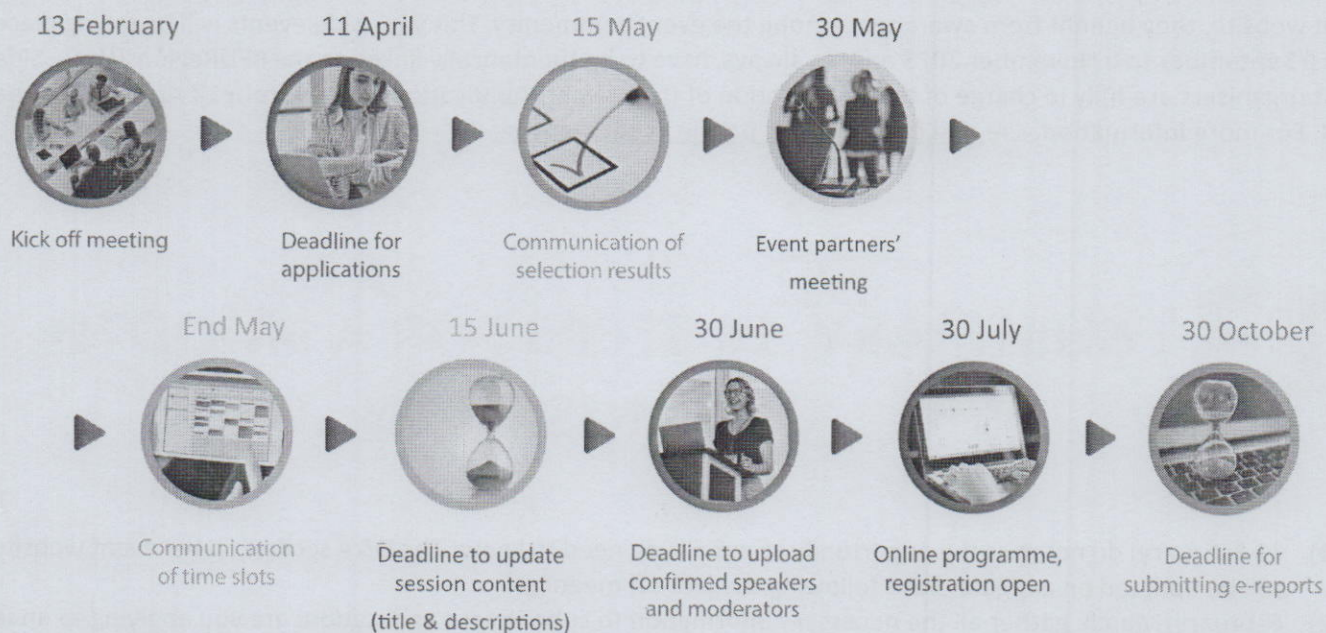 13 February
11 April
15 May
30 May
Kick off meeting
Deadline for
applications
Communication of
selection results
Event partners'
meeting
End May
15 June
30 June
30 July
30 October
Communication
of time slots
Deadline to update
session content
(title & descriptions)
Deadline to upload
confirmed speakers
and moderators
Online programme,
registration open
Deadline for
submitting e-reports